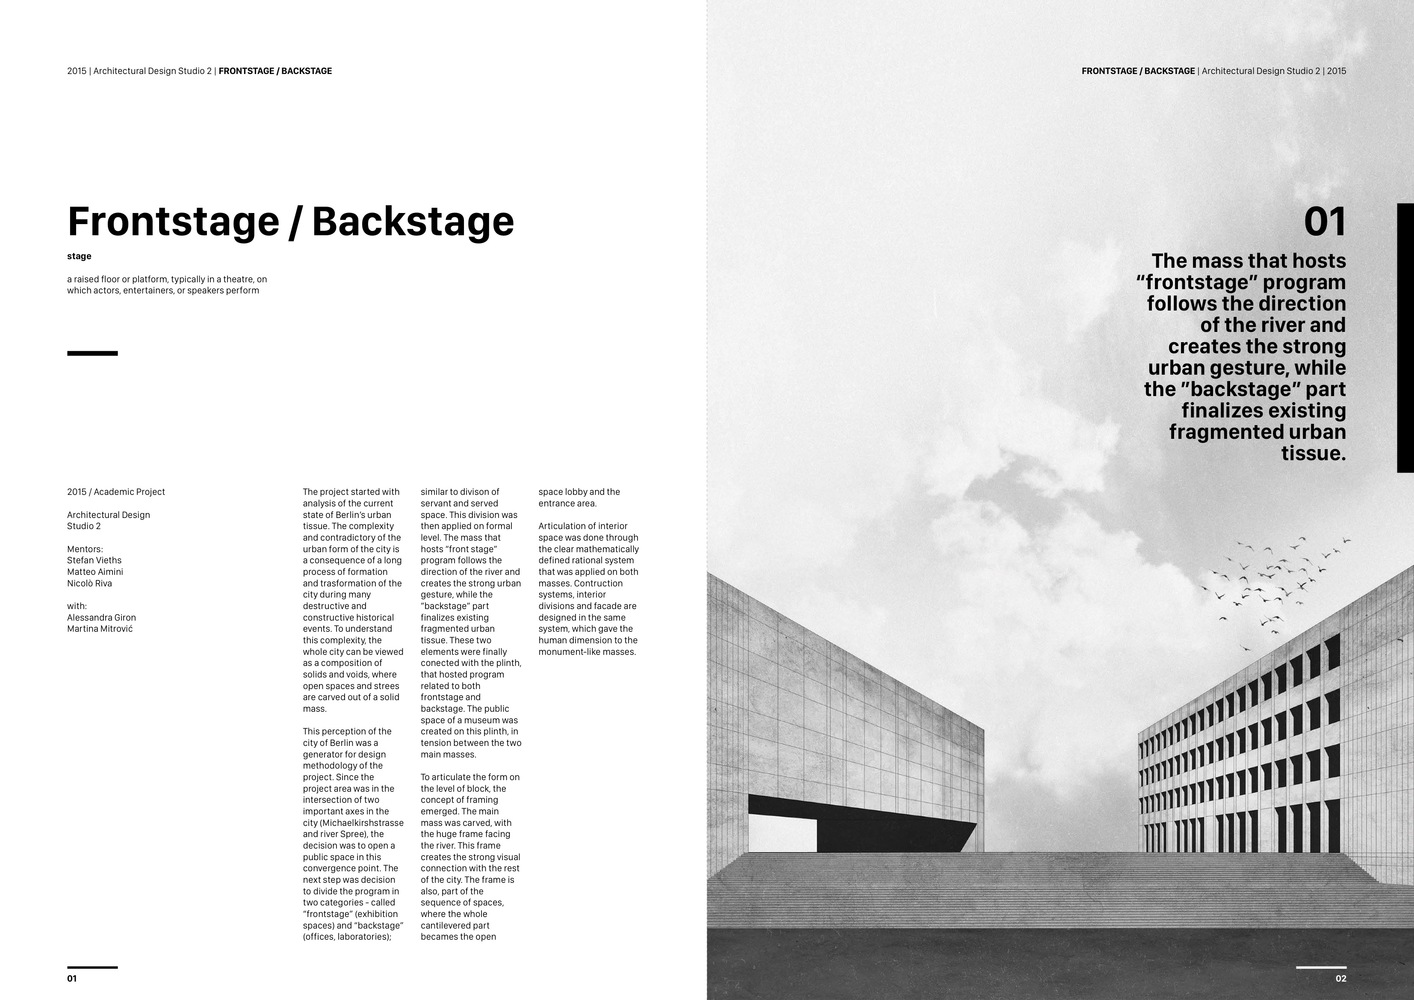 2015 | Architectural Design Studio 2 | FRONTSTAGE / BACKSTAGE
Frontstage / Backstage
stage
a raised floor or platform, typically in a theatre, on
which actors, entertainers, or speakers perform
2015 / Academic Project
Architectural Design
Studio 2
Mentors:
Stefan Vieths
Matteo Aimini
Nicolò Riva
with:
Alessandra Giron
Martina Mitrović
The project started with
analysis of the current
state of Berlin's urban
tissue. The complexity
and contradictory of the
urban form of the city is
a consequence of a long
process of formation
and trasformation of the
city during many
destructive and
constructive historical
events. To understand
this complexity, the
whole city can be viewed
as a composition of
solids and voids, where
open spaces and strees
are carved out of a solid
mass.
This perception of the
city of Berlin was a
generator for design
methodology of the
project. Since the
project area was in the
intersection of two
important axes in the
city (Michaelkirshstrasse
and river Spree), the
decision was to open a
public space in this
convergence point. The
next step was decision
to divide the program in
two categories - called
“frontstage” (exhibition
spaces) and “backstage”
(offices, laboratories);
similar to divison of
servant and served
space. This division was
then applied on formal
level. The mass that
hosts “front stage”
program follows the
direction of the river and
creates the strong urban
gesture, while the
“backstage” part
finalizes existing
fragmented urban
tissue. These two
elements were finally
conected with the plinth,
that hosted program
related to both
frontstage and
backstage. The public
space of a museum was
created on this plinth, in
tension between the two
main masses.
To articulate the form on
the level of block, the
concept of framing
emerged. The main
mass was carved, with
the huge frame facing
the river. This frame
creates the strong visual
connection with the rest
of the city. The frame is
also, part of the
sequence of spaces,
where the whole
cantilevered part
becames the open
space lobby and the
entrance area.
Articulation of interior
space was done through
the clear mathematically
defined rational system
that was applied on both
masses. Contruction
systems, interior
divisions and facade are
designed in the same
system, which gave the
human dimension to the
monument-like masses.
01
FRONTSTAGE / BACKSTAGE | Architectural Design Studio 2 | 2015
01
The mass that hosts
“frontstage” program
follows the direction
of the river and
creates the strong
urban gesture, while
the ”backstage” part
finalizes existing
fragmented urban
tissue.
02